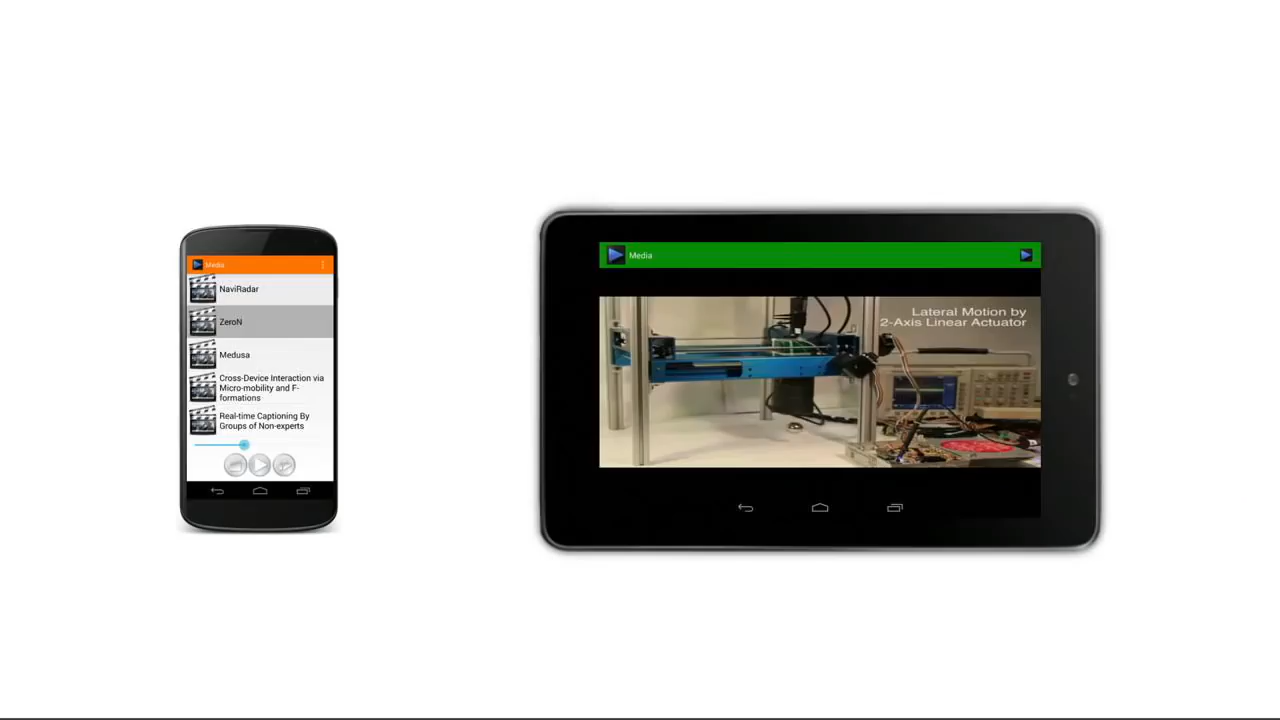 Media
NaviRadar
ZeroN
Medusa
Cross-Device Interaction via
Micro-mobility and F-
formations
Real-time Captioning By
Groups of Non-experts
Media
Lateral Motion by
2-Axis Linear Actuator